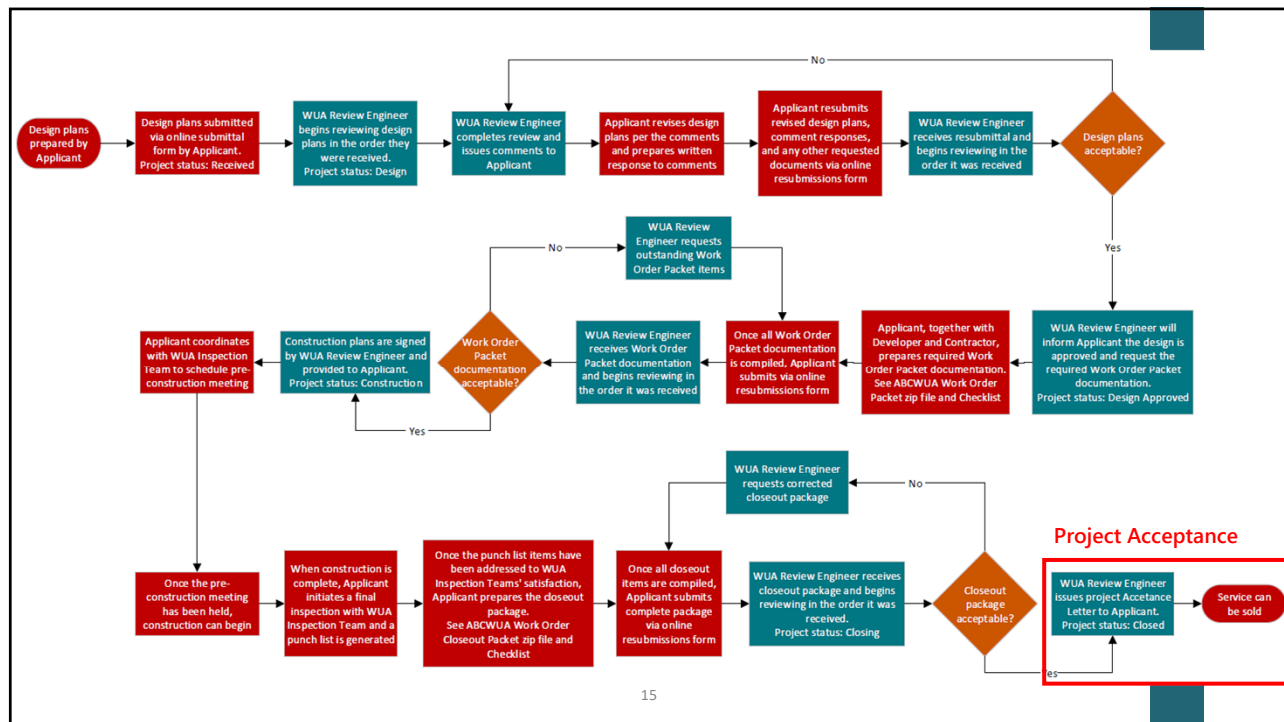 No
Design plans
prepared by
Applicant
Design plans submitted
via online submittal
form by Applicant.
Project status: Received
WUA Review Engineer
begins reviewing design
plans in the order they
were received.
Project status: Design
WUA Review Engineer
completes review and
issues comments to
Applicant
Applicant revises design
plans per the comments
and prepares written
response to comments
Applicant resubmits
revised design plans,
comment responses,
and any other requested
documents via online
resubmissions form
WUA Review Engineer
receives resubmittal and
begins reviewing in the
order it was received
Design plans
acceptable?
Yes
WUA Review Engineer will
inform Applicant the design is
approved and request the
required Work Order Packet
documentation.
Project status: Design Approved
Applicant, together with
Developer and Contractor,
prepares required Work
Order Packet documentation.
See ABCWUA Work Order
Packet zip file and Checklist
Once all Work Order
Packet documentation
is compiled, Applicant
submits via online
resubmissions form
WUA Review Engineer
receives Work Order
Packet documentation
and begins reviewing in
the order it was received
Work Order
Packet
documentation
acceptable?
No
WUA Review
Engineer requests
outstanding Work
Order Packet items
Yes
Construction plans are signed
by WUA Review Engineer and
provided to Applicant.
Project status: Construction
Applicant coordinates
with WUA Inspection
Team to schedule pre-
construction meeting
Once the pre-
construction meeting
has been held,
construction can begin
When construction is
complete, Applicant
initiates a final
inspection with WUA
Inspection Team and a
punch list is generated
Once the punch list items have
been addressed to WUA
Inspection Teams' satisfaction,
Applicant prepares the closeout
package.
See ABCWUA Work Order
Closeout Packet zip file and
Checklist
Once all closeout
items are compiled,
Applicant submits
complete package
via online
resubmissions form
WUA Review Engineer receives
closeout package and begins
reviewing in the order it was
received.
Project status: Closing
Closeout
package
acceptable?
No
WUA Review Engineer
requests corrected
closeout package
Yes
Project Acceptance
WUA Review Engineer
issues project Accetance
Letter to Applicant.
Project status: Closed
Service can
be sold
15